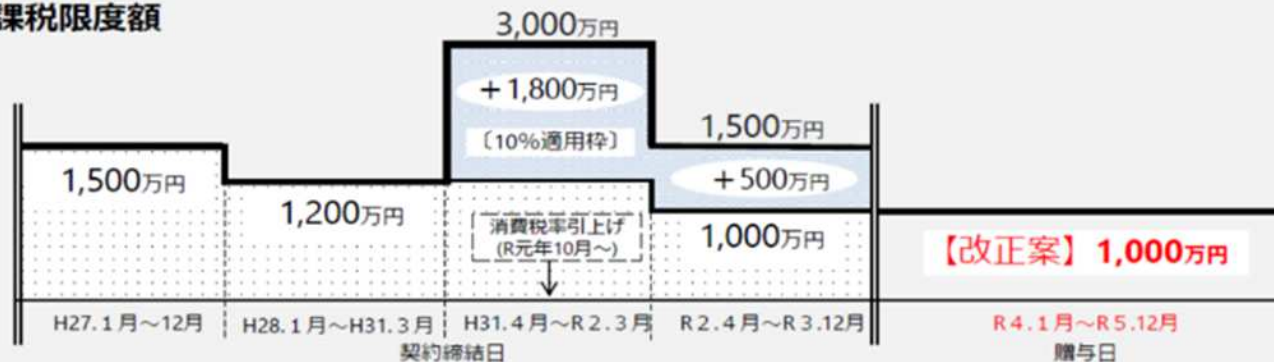 課税限度額
3,000万円
+1,800万円
〔10%適用枠〕
1,500万円
1,500万円
+500万円
1,200万円
消費税率引上げ
(R元年10月~)
1,000万円
【改正案】1,000万円
H27.1月~12月
H28.1月~H31.3月
H31.4月~R2.3月
R2.4月~R3.12月
R4.1月~R5.12月
契約締結日
贈与日